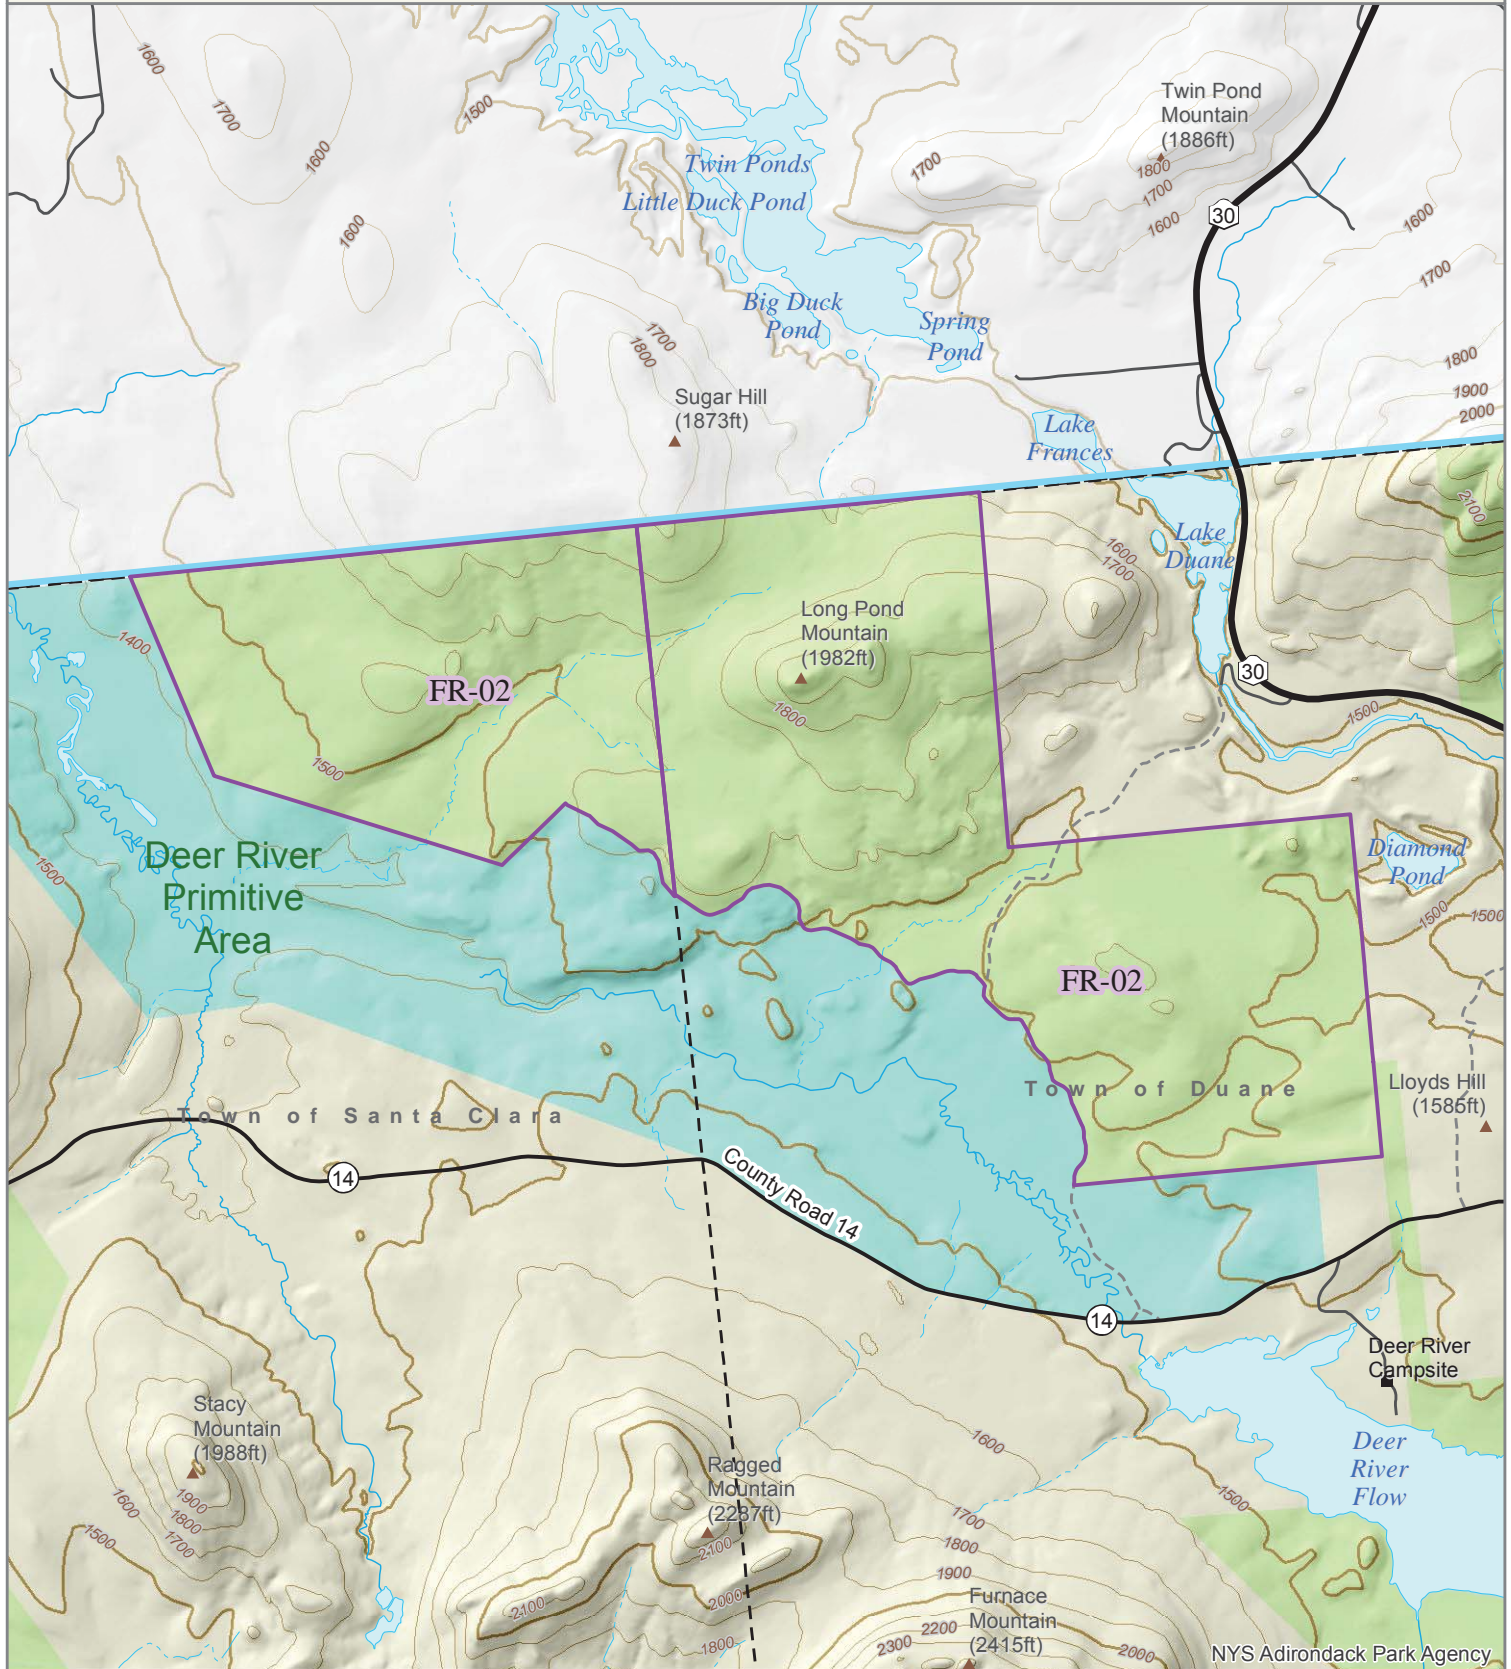 1600
1700
1600
1500
1600
Twin Pond
Mountain
(1886ft)
1700
1800
1700
1600
30
1600
1700
Twin Ponds
Little Duck Pond
Big Duck
Pond
Spring
Pond
1700
1800
Sugar Hill
(1873ft)
1800
1900
2000
Lake
Frances
2100
Lake
Duane
1600
1700
1400
Long Pond
Mountain
(1982ft)
1800
FR-02
30
1500
1500
Diamond
Pond
1500
1500
1500
Deer River
Primitive
Area
FR-02
Town of Santa Clara
Town of Duane
Lloyds Hill
(1585ft)
14
County Road 14
14
Deer River
Campsite
Deer
River
Flow
Stacy
Mountain
(1988ft)
1900
1800
1700
1600
1500
Ragged
Mountain
(2287ft)
2100
2000
2100
1800
1600
1500
1700
1800
1900
Furnace
Mountain
(2415ft)
2200
2300
2000
NYS Adirondack Park Agency